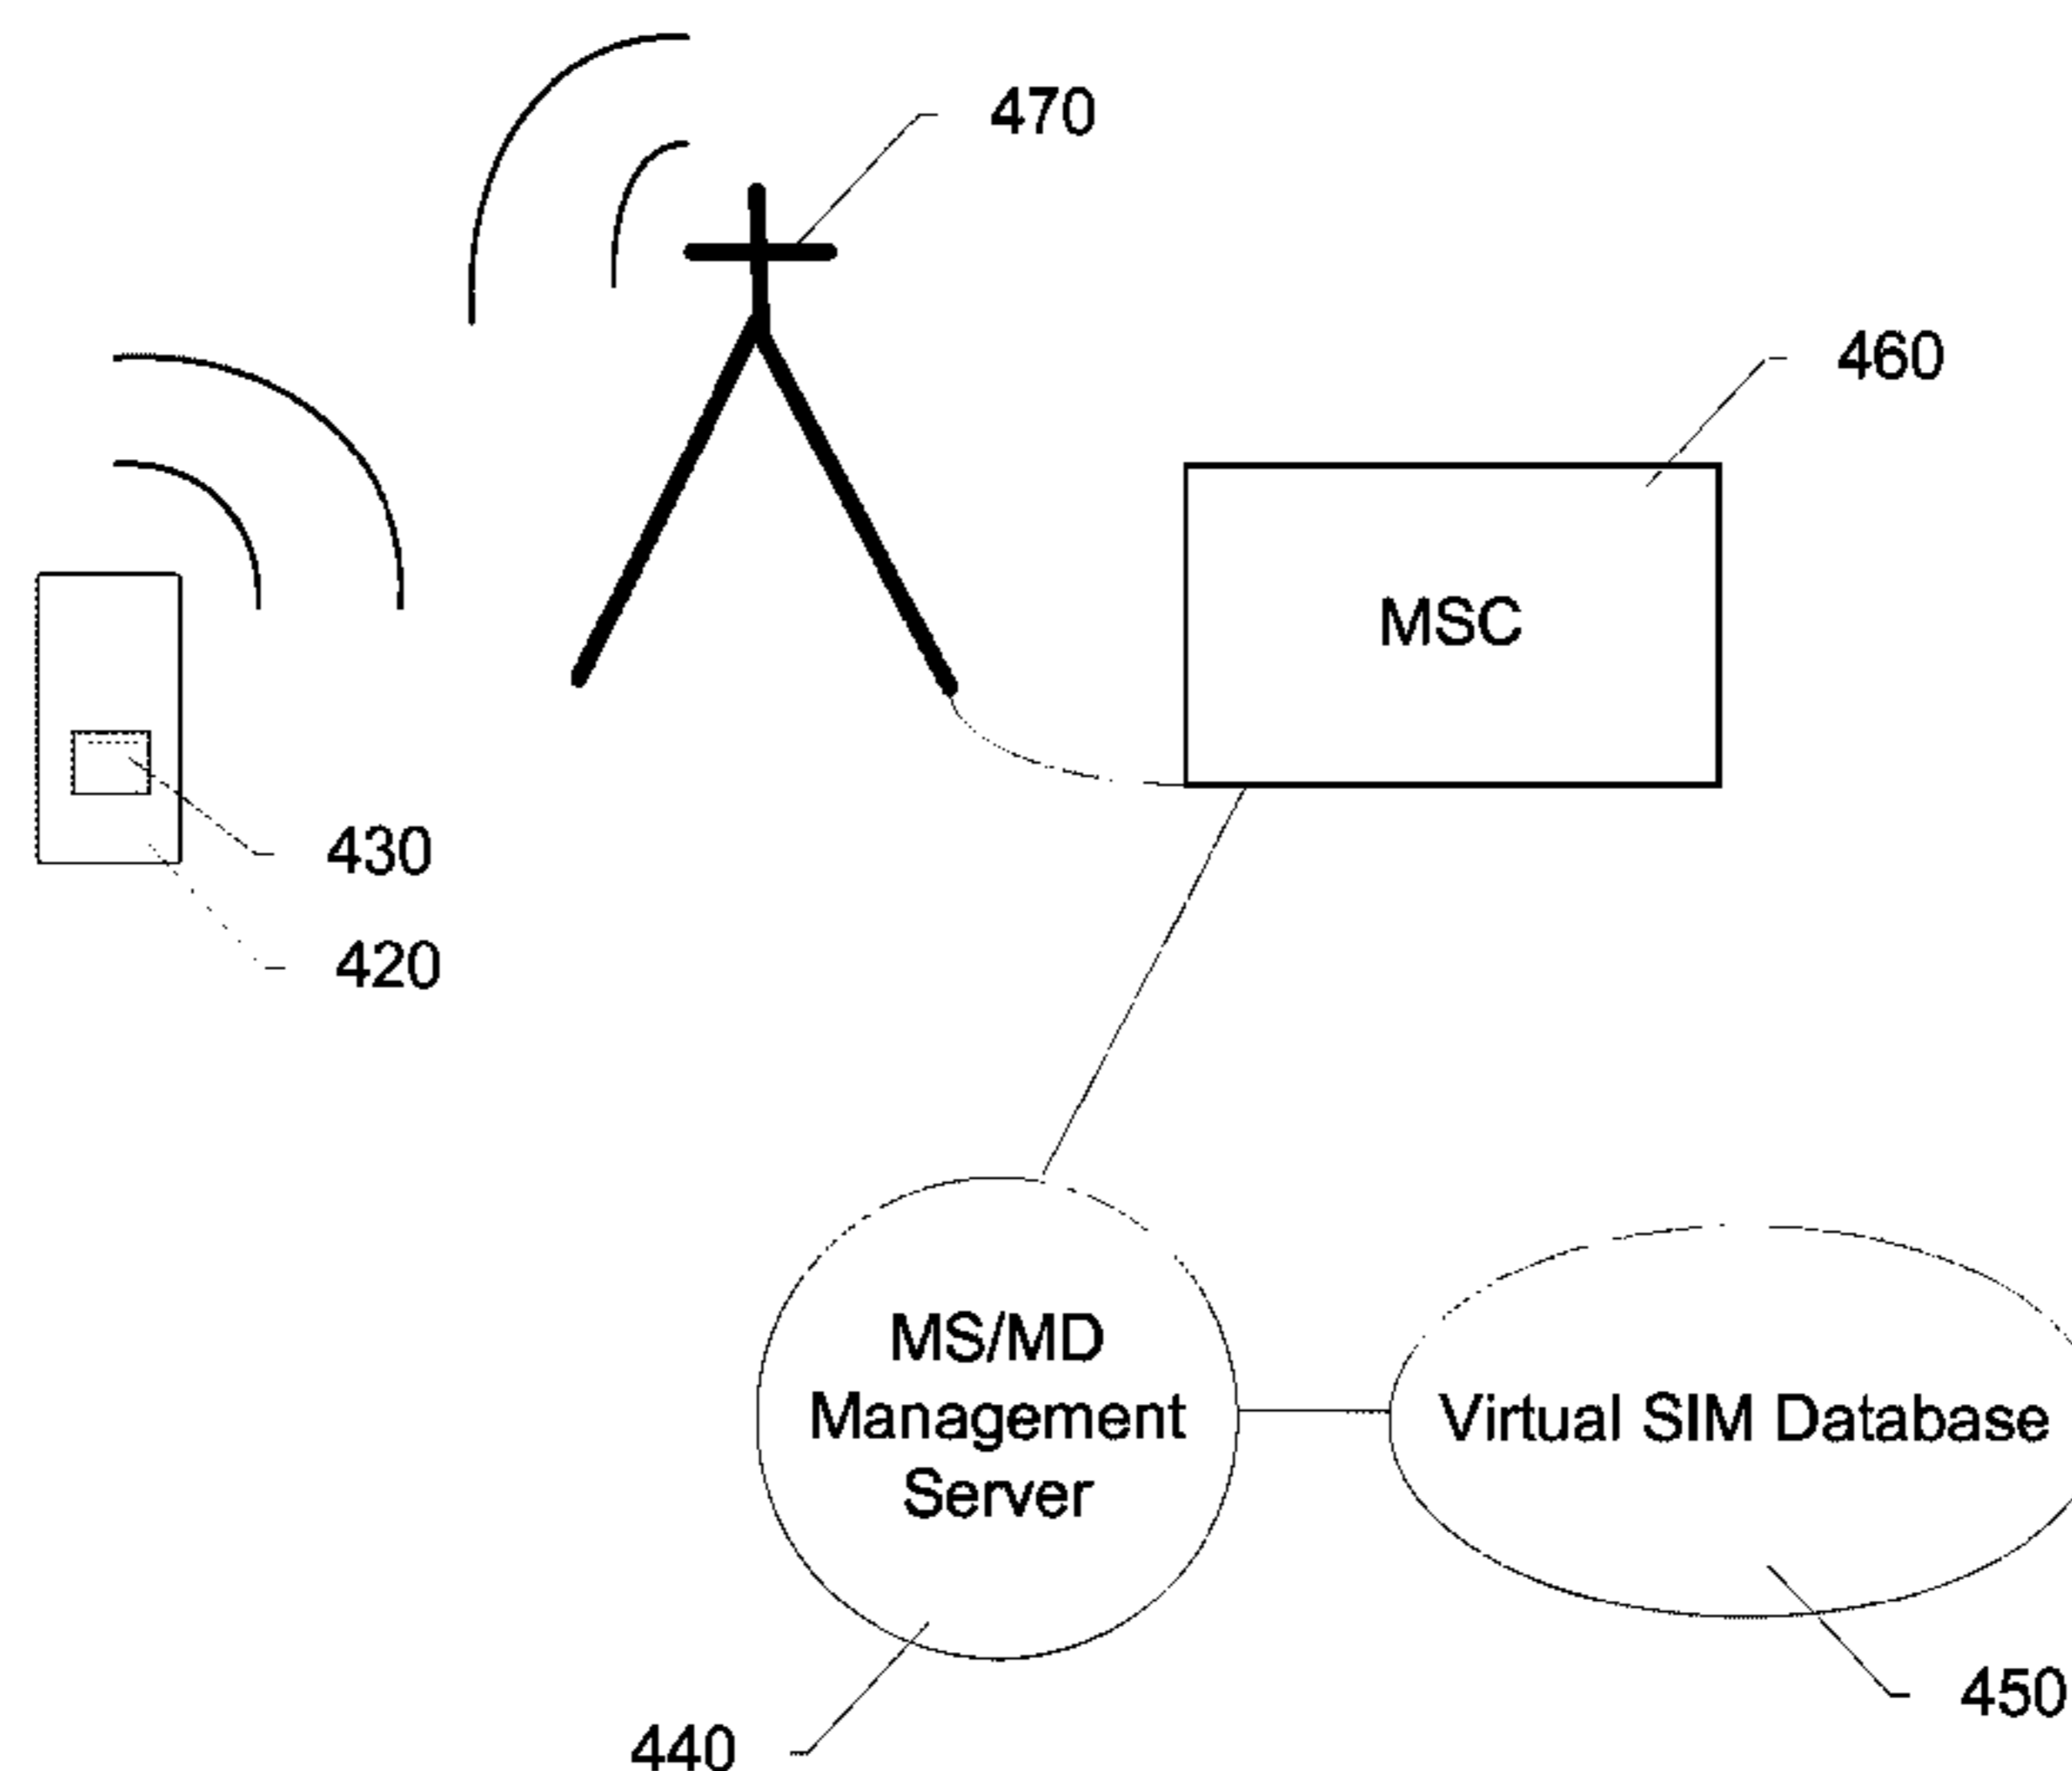 470
460
MSC
430
420
MS/MD
Management
Server
Virtual SIM Database
450
440